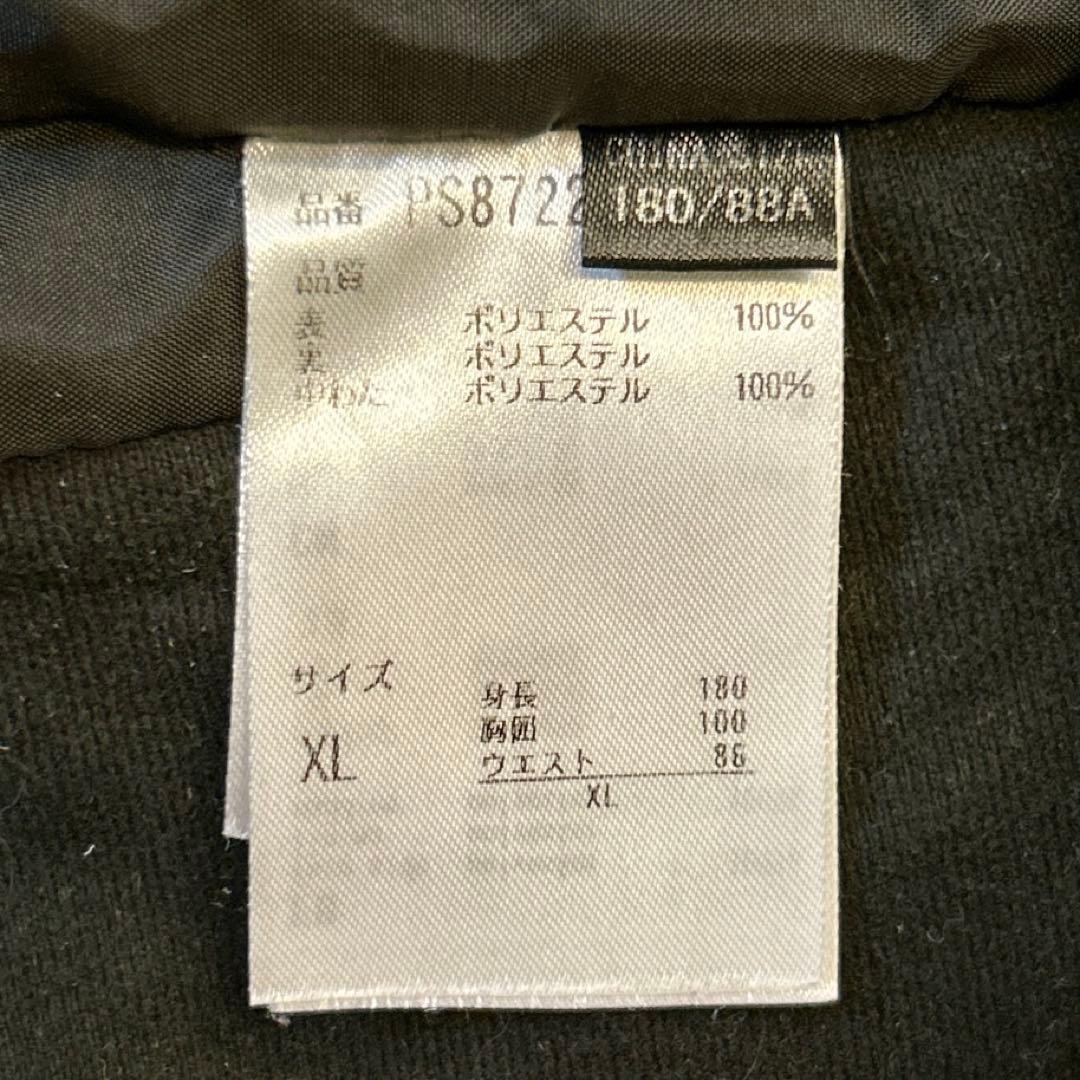 品番 PS8722
180/88A
品質
表 ポリエステル 100%
裏 ポリエステル
中わた ポリエステル 100%
サイズ
身長 180
胸囲 100
XL
ウエスト 86
XL